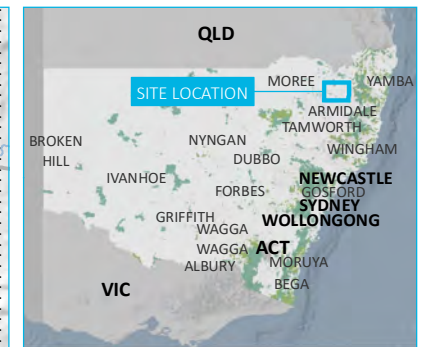 QLD
MOREE
YAMBA
SITE LOCATION
ARMIDALE
TAMWORTH
NYNGAN
WINGHAM
BROKEN
HILL
DUBBO
IVANHOE
NEWCASTLE
FORBES
GOSFORD
SYDNEY
GRIFFITH
WOLLONGONG
WAGGA
WAGGA
ACT
ALBURY
MORUYA
VIC
BEGA